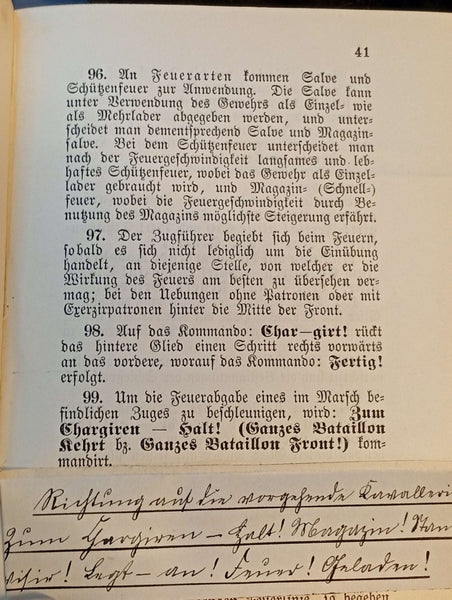 41
96. An Feuerarten kommen Salve und
Schützenfeuer zur Anwendung. Die Salve kann
unter Verwendung des Gewehrs als Einzel- wie
als Mehrlader abgegeben werden, und unter-
scheidet man dementsprechend Salve und Magazin-
salve. Bei dem Schützenfeuer unterscheidet man
nach der Feuergeschwindigkeit langsames und leb-
haftes Schützenfeuer, wobei das Gewehr als Einzel-
lader gebraucht wird, und Magazin- (Schnell-)
feuer, wobei die Feuergeschwindigkeit durch Be-
nutzung des Magazins möglichste Steigerung erfährt.
97. Der Zugführer begiebt sich beim Feuern,
sobald es sich nicht lediglich um die Einübung
handelt, an diejenige Stelle, von welcher er die
Wirkung des Feuers am besten zu übersehen ver-
mag; bei den Uebungen ohne Patronen oder mit
Exerzirpatronen hinter die Mitte der Front.
98. Auf das Kommando: Char—girt! rückt
das hintere Glied einen Schritt rechts vorwärts
an das vordere, worauf das Kommando: Fertig!
erfolgt.
99. Um die Feuerabgabe eines im Marsch be-
findlichen Zuges zu beschleunigen, wird: Zum
Chargiren — Halt! (Ganzes Bataillon
Kehrt bz. Ganzes Bataillon Front!) kom-
mandirt.
Richtung auf die vorgehende Kavalleri
Zum Chargiren — Halt! Magazin! Stan
visir! Legt — an! Feuer! Geladen!